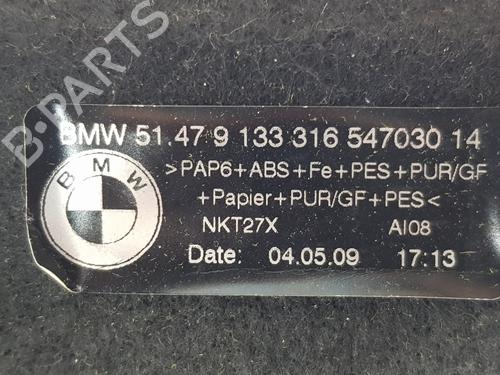 B-PARTS
BMW 51.47 9 133 316 547030 14
>PAP6+ABS+Fe+PES+PUR/GF
+Papier+PUR/GF+PES<
BMW
NKT27X AI08
Date: 04.05.09 17:13